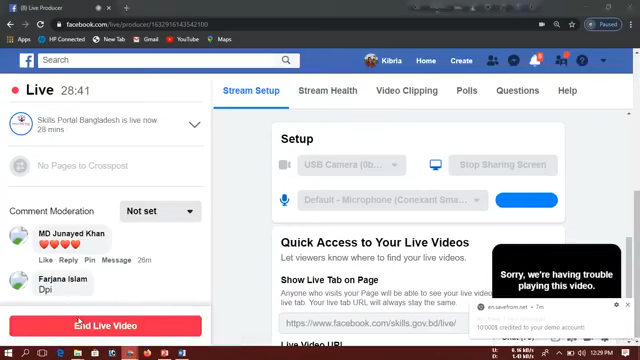 (8) Live Producer
facebook.com/live/producer/1632916143542100
Paused
Apps
HP Connected
New Tab
Gmail
YouTube
Maps
Search
Kibria
Home
Create
Live 28:41
Skills Portal Bangladesh is live now.
28 mins
No Pages to Crosspost
Comment Moderation
Not set
MD Junayed Khan
Like Reply Pin Message 26m
Farjana Islam
Dpi
End Live Video
Stream Setup
Stream Health
Video Clipping
Polls
Questions
Help
Setup
USB Camera (0b...
Stop Sharing Screen
Default - Microphone (Conexant Sma...
Quick Access to Your Live Videos
Let viewers know where to find your live videos.
Show Live Tab on Page
Anyone who visits your Page will be able to see your live vide
live tab. Your live tab URL will always stay the same.
https://www.facebook.com/skills.gov.bd/live/
Live Video URL
Sorry, we're having trouble
playing this video.
en.savefrom.net • 7m
10'000$ credited to your demo account!
12:29 PM